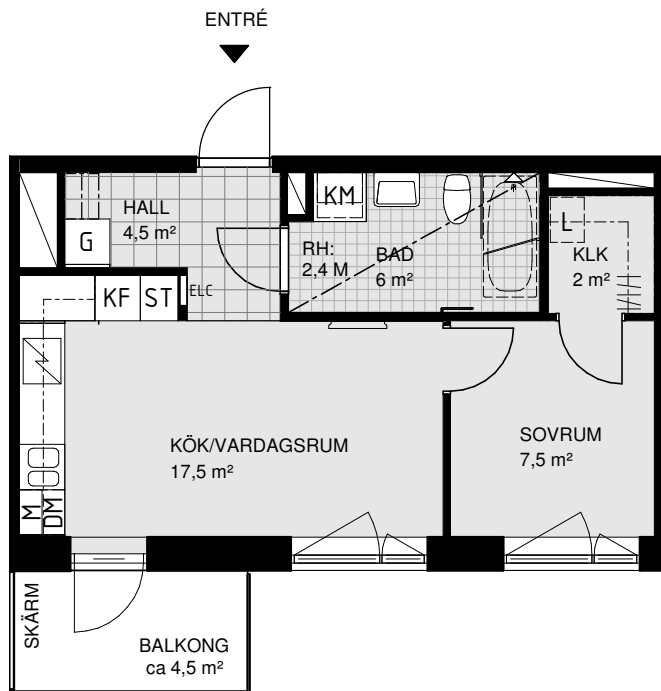 ENTRÉ
HALL
4,5 m²
G
KM
RH:
2,4 M
BAD
6 m²
L
KLK
2 m²
KF
ST
ELC
KÖK/VARDAGSRUM
17,5 m²
SOVRUM
7,5 m²
M
DM
SKÄRM
BALKONG
ca 4,5 m²